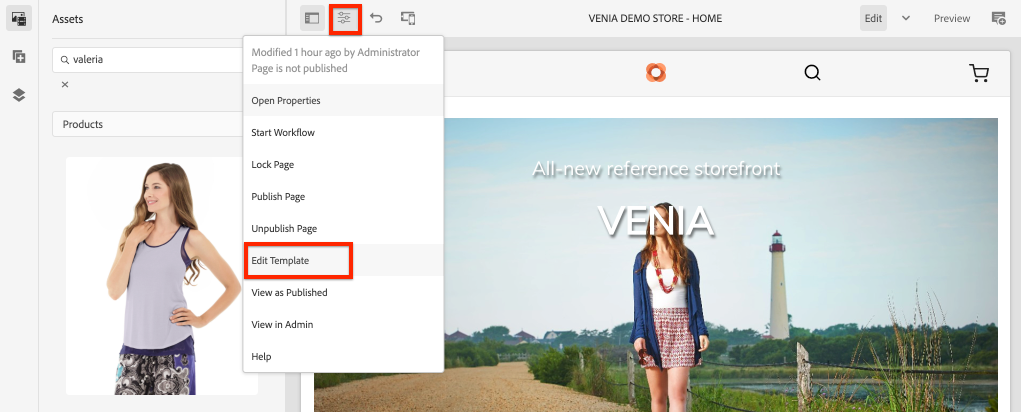 Assets
VENIA DEMO STORE - HOME
Edit
Preview
valeria
Products
Modified 1 hour ago by Administrator
Page is not published
Open Properties
Start Workflow
Lock Page
Publish Page
Unpublish Page
Edit Template
View as Published
View in Admin
Help
All-new reference storefront
VENIA